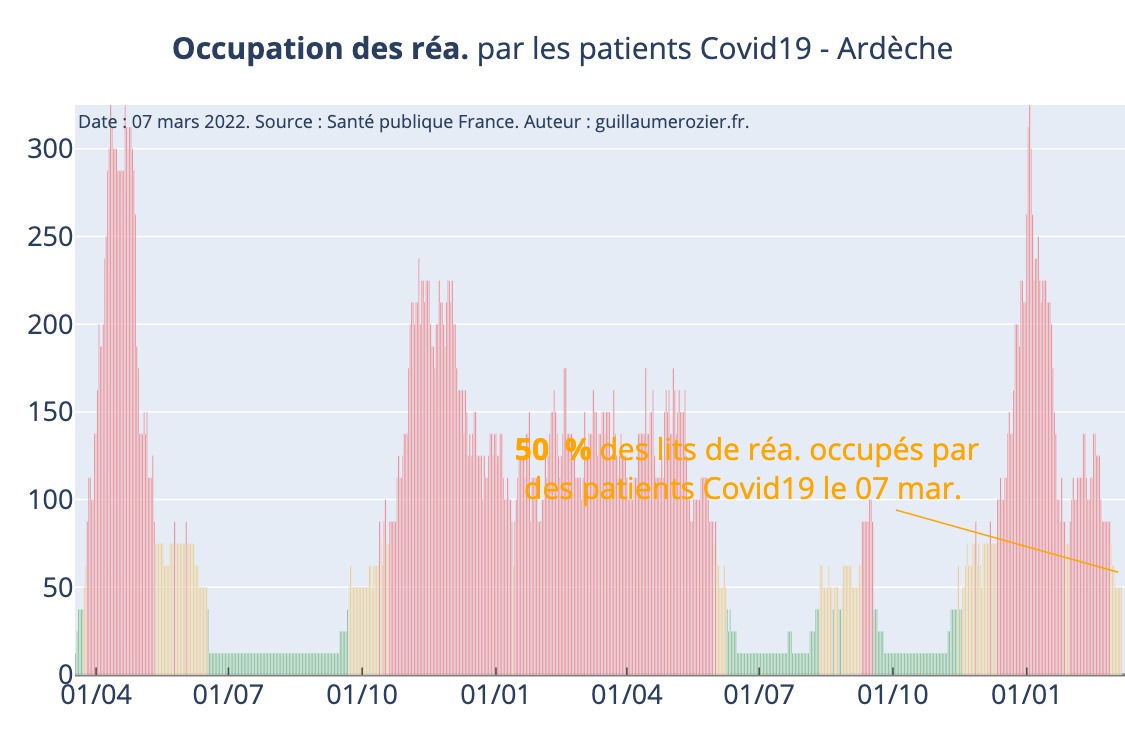 Occupation des réa. par les patients Covid19 - Ardèche
Date : 07 mars 2022. Source : Santé publique France. Auteur : guillaumerozier.fr.
300
250
200
150
100
50
0
50 % des lits de réa. occupés par
des patients Covid19 le 07 mar.
01/04 01/07 01/10 01/01 01/04 01/07 01/10 01/01